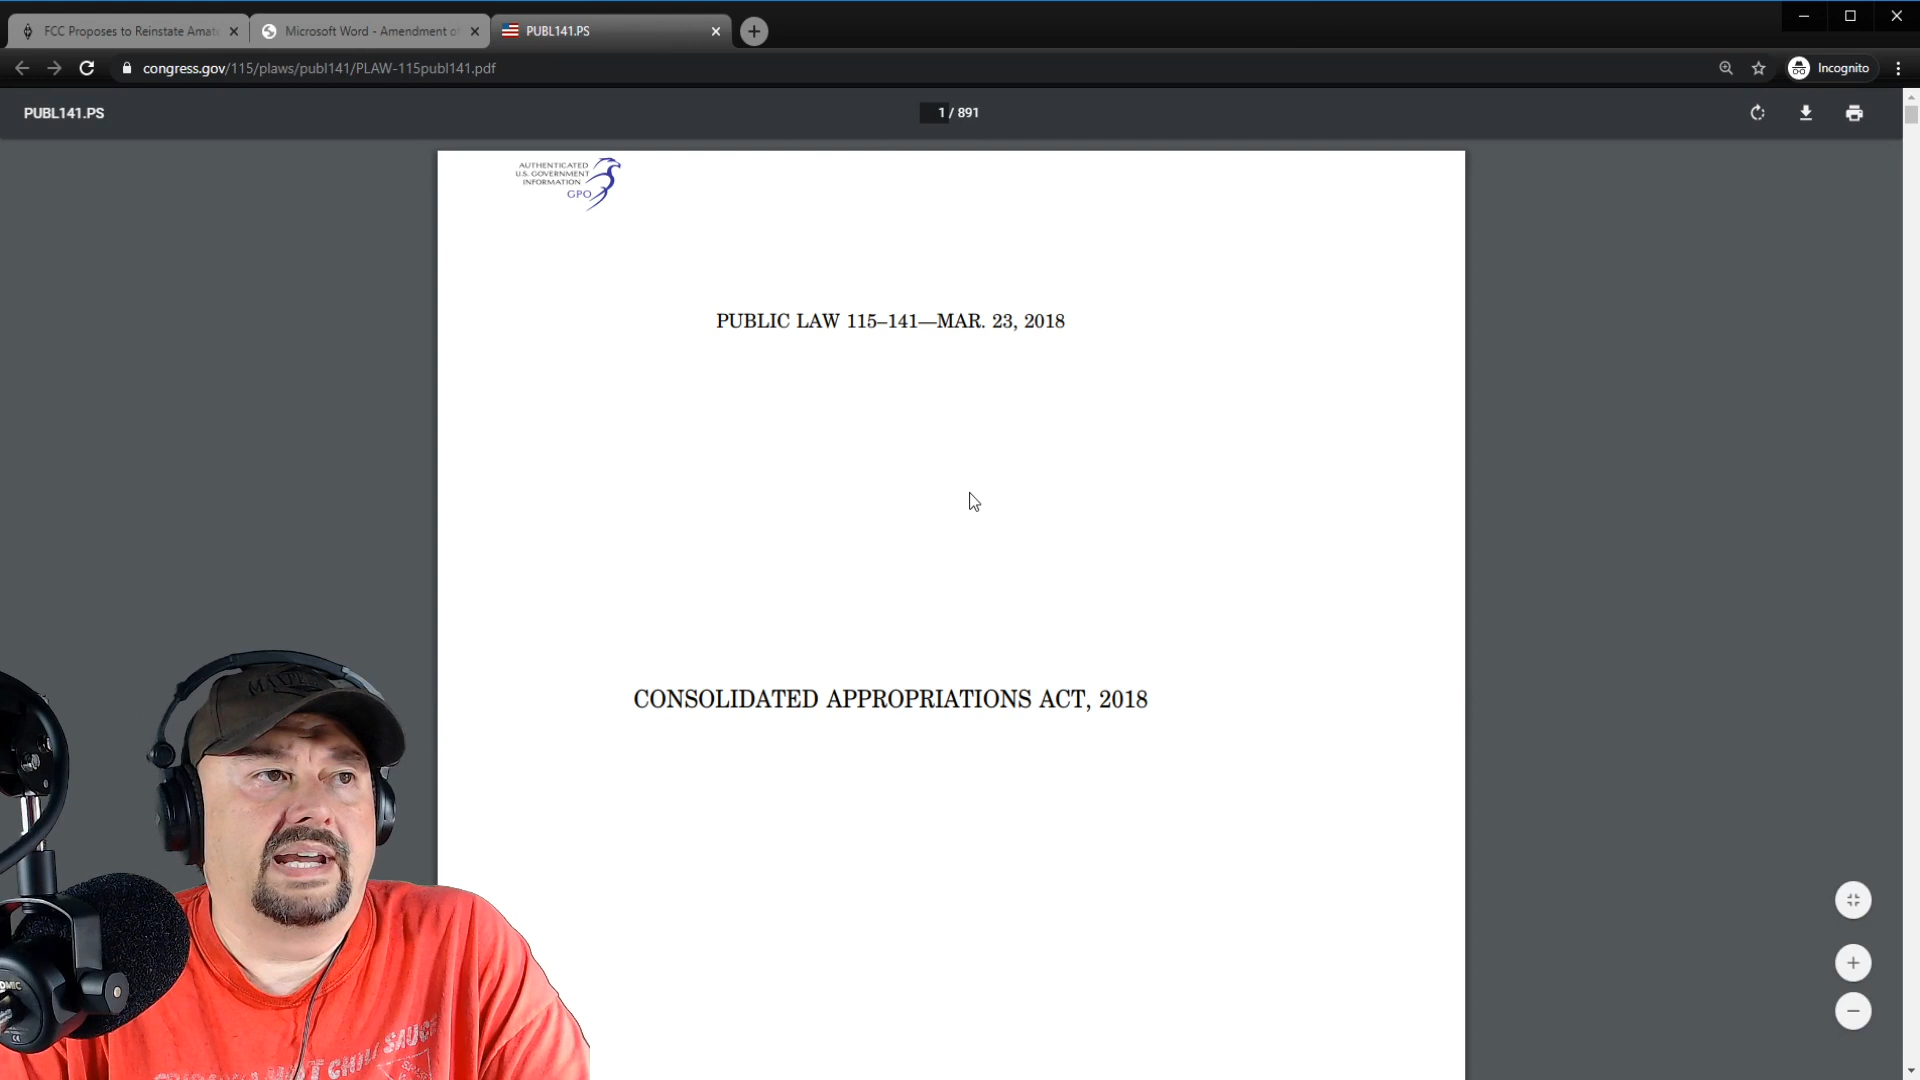 FCC Proposes to Reinstate Amate
Microsoft Word - Amendment of
PUBL141.PS
congress.gov/115/plaws/publ141/PLAW-115publ141.pdf
Incognito
PUBL141.PS
1 / 891
AUTHENTICATED
U.S. GOVERNMENT
INFORMATION
GPO
PUBLIC LAW 115–141—MAR. 23, 2018
CONSOLIDATED APPROPRIATIONS ACT, 2018